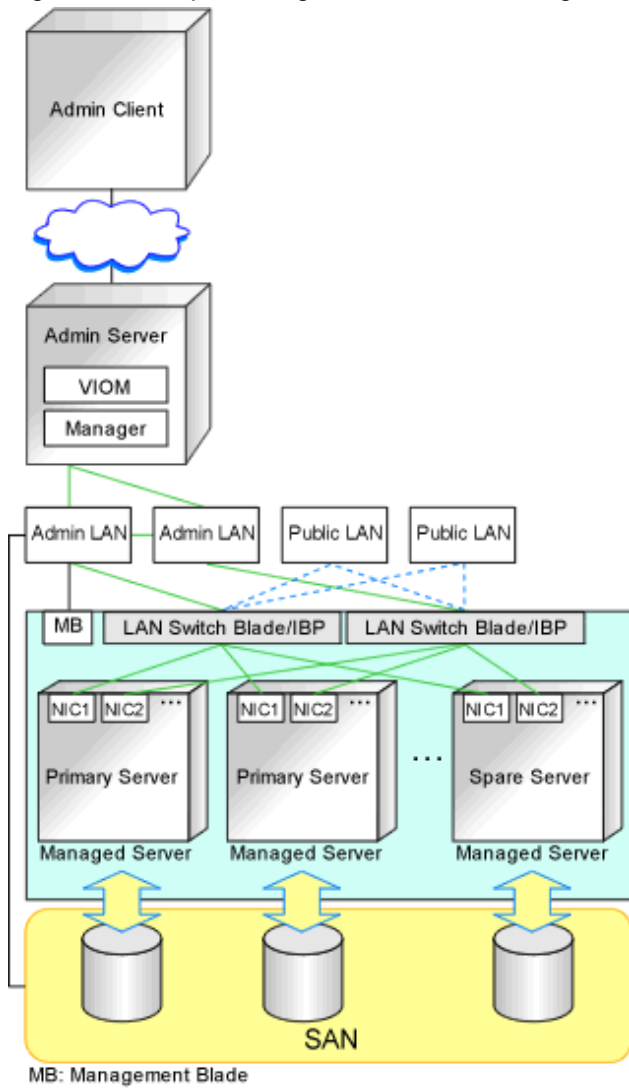 Admin Client
Admin Server
VIOM
Manager
Admin LAN
Admin LAN
Public LAN
Public LAN
MB
LAN Switch Blade/IBP
LAN Switch Blade/IBP
NIC1 NIC2 ...
NIC1 NIC2 ...
NIC1 NIC2 ...
Primary Server
Primary Server
...
Spare Server
Managed Server
Managed Server
Managed Server
SAN
MB: Management Blade